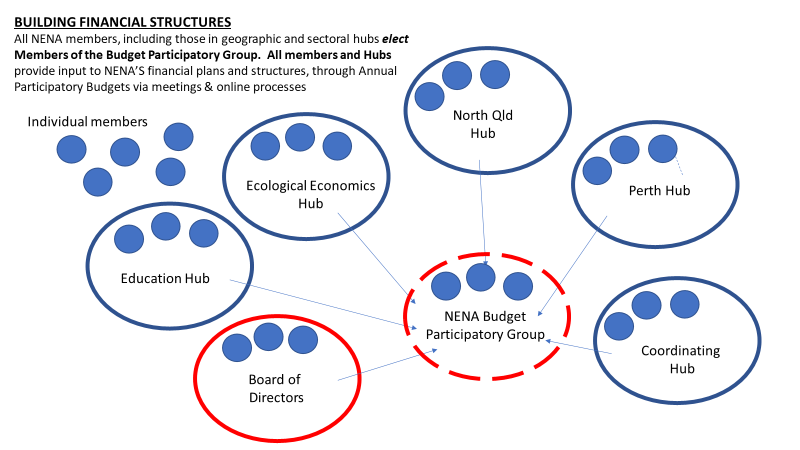 BUILDING FINANCIAL STRUCTURES
All NENA members, including those in geographic and sectoral hubs elect
Members of the Budget Participatory Group. All members and Hubs
provide input to NENA'S financial plans and structures, through Annual
Participatory Budgets via meetings & online processes
Individual members
North Qld
Hub
Ecological Economics
Hub
Perth Hub
Education Hub
NENA Budget
Participatory Group
Coordinating
Hub
Board of
Directors